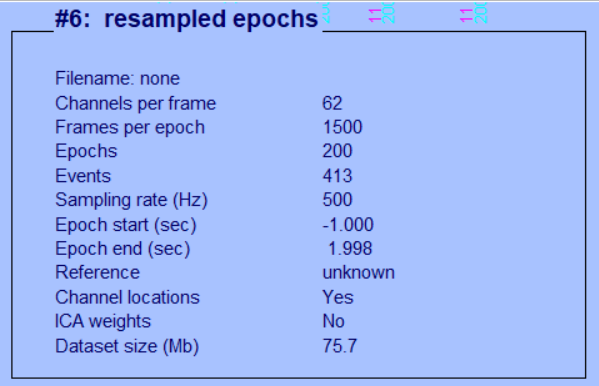 #6: resampled epochs
11
11
Filename: none
Channels per frame 62
Frames per epoch 1500
Epochs 200
Events 413
Sampling rate (Hz) 500
Epoch start (sec) -1.000
Epoch end (sec) 1.998
Reference unknown
Channel locations Yes
ICA weights No
Dataset size (Mb) 75.7